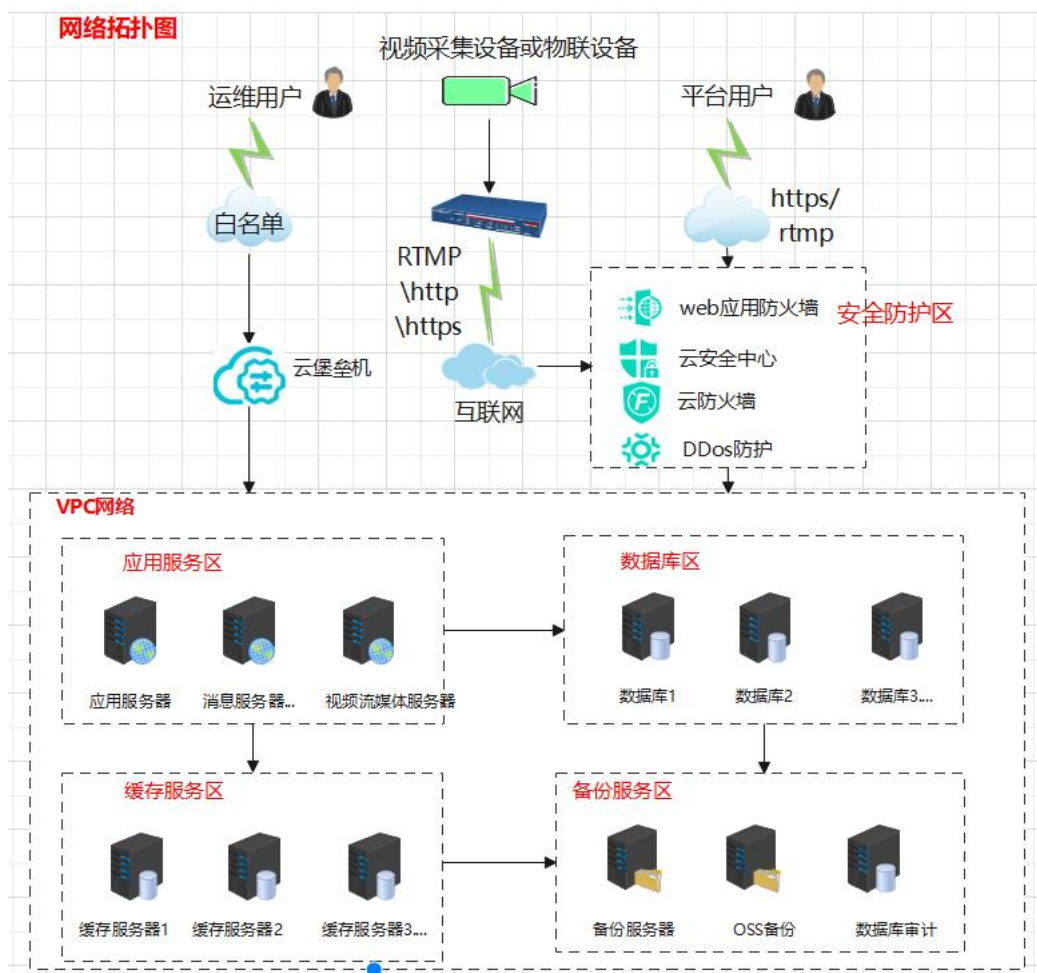 网络拓扑图
视频采集设备或物联设备
运维用户
平台用户
白名单
https/
rtmp
RTMP
\http
\https
web应用防火墙
安全防护区
云安全中心
云堡垒机
云防火墙
互联网
DDos防护
VPC网络
应用服务区
数据库区
应用服务器
消息服务器...
视频流媒体服务器
数据库1
数据库2
数据库3....
缓存服务区
备份服务区
缓存服务器1
缓存服务器2
缓存服务器3....
备份服务器
OSS备份
数据库审计